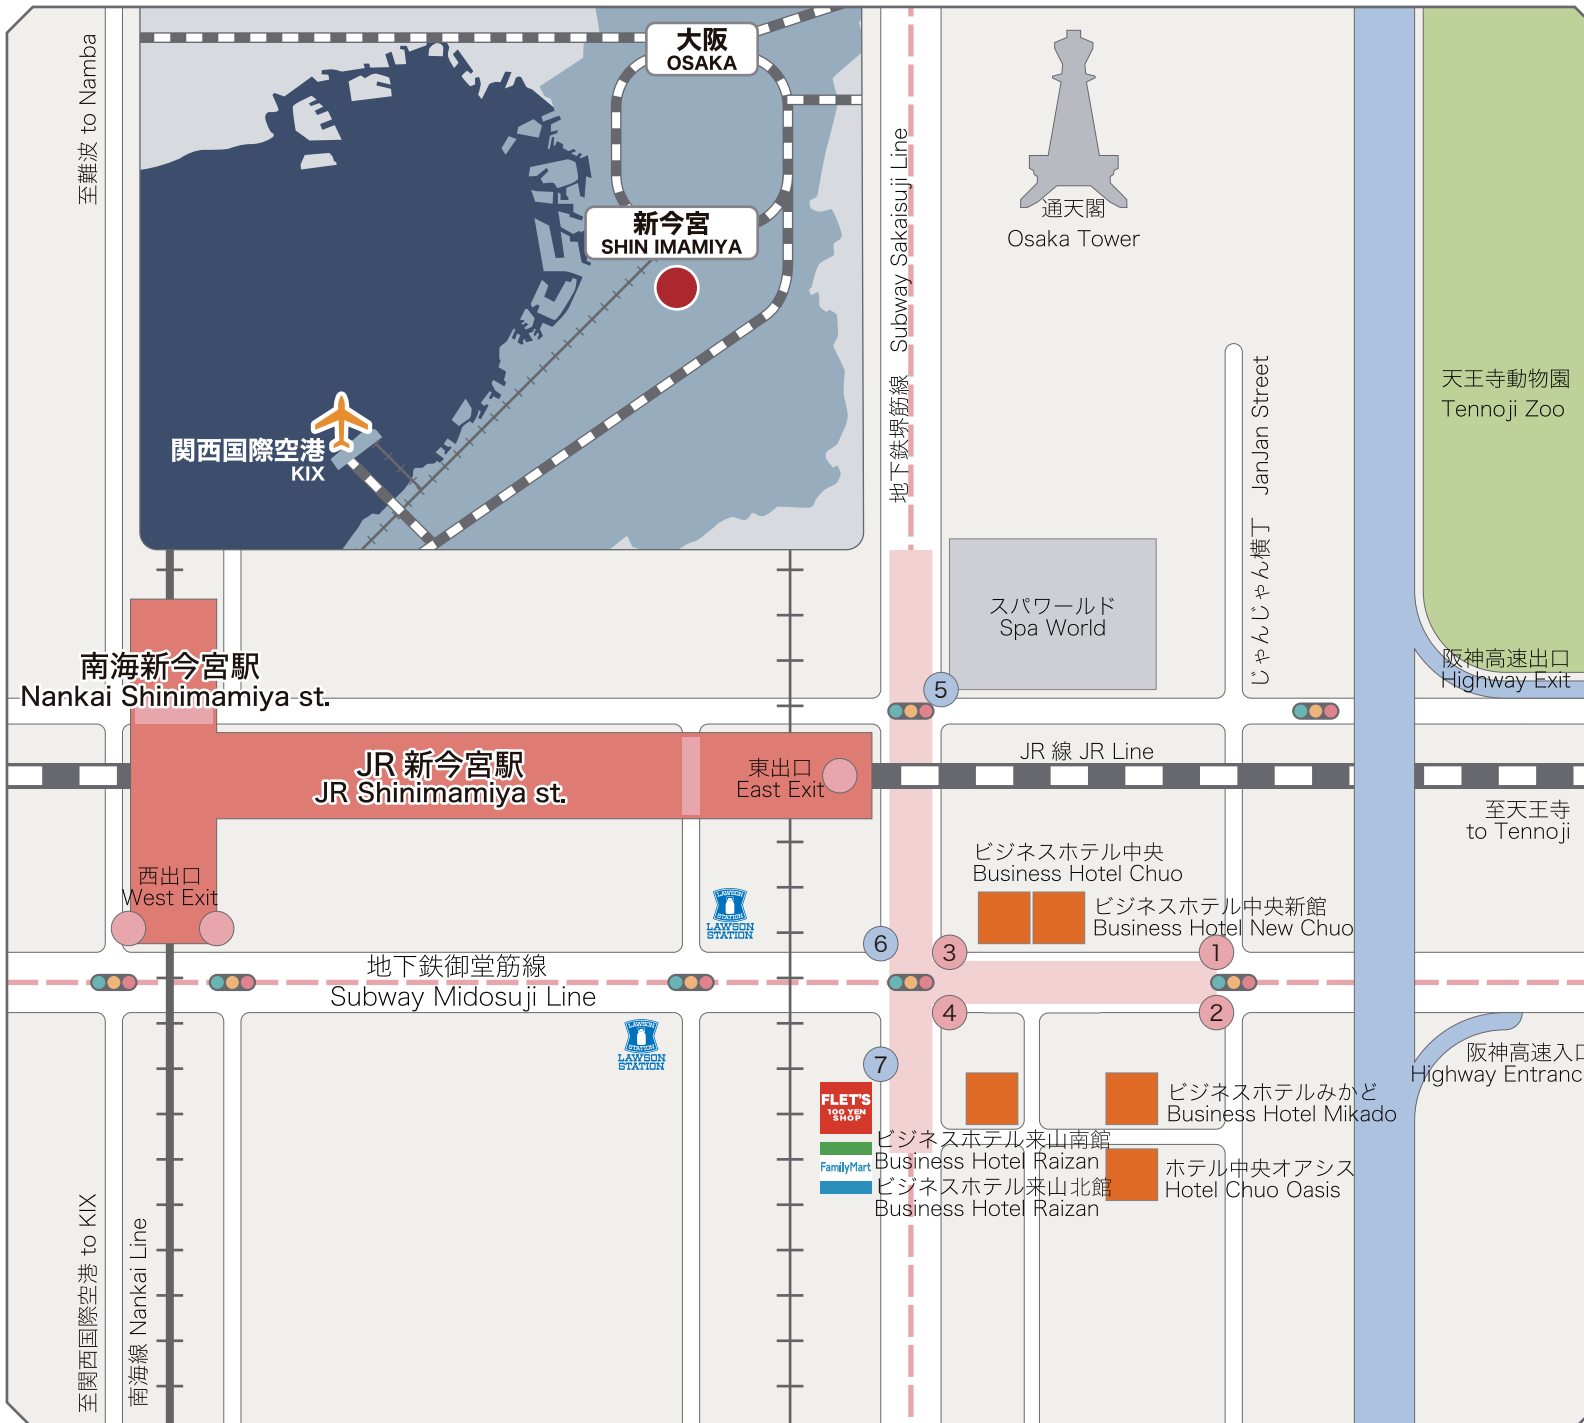 至難波 to Namba
大阪
OSAKA
新今宮
SHIN IMAMIYA
関西国際空港
KIX
地下鉄堺筋線 Subway Sakaisuji Line
通天閣
Osaka Tower
じゃんじゃん横丁 JanJan Street
天王寺動物園
Tennoji Zoo
スパワールド
Spa World
阪神高速出口
Highway Exit
南海新今宮駅
Nankai Shinimamiya st.
5
JR 新今宮駅
JR Shinimamiya st.
東出口
East Exit
JR 線 JR Line
至天王寺
to Tennoji
西出口
West Exit
ビジネスホテル中央
Business Hotel Chuo
ビジネスホテル中央新館
Business Hotel New Chuo
LAWSON
STATION
LAWSON
STATION
6
3
1
地下鉄御堂筋線
Subway Midosuji Line
4
2
LAWSON
STATION
LAWSON
STATION
7
阪神高速入口
Highway Entranc
FLET'S
100 YEN
SHOP
ビジネスホテルみかど
Business Hotel Mikado
FamilyMart
ビジネスホテル来山南館
Business Hotel Raizan
ビジネスホテル来山北館
Business Hotel Raizan
ホテル中央オアシス
Hotel Chuo Oasis
至関西国際空港 to KIX
南海線 Nankai Line